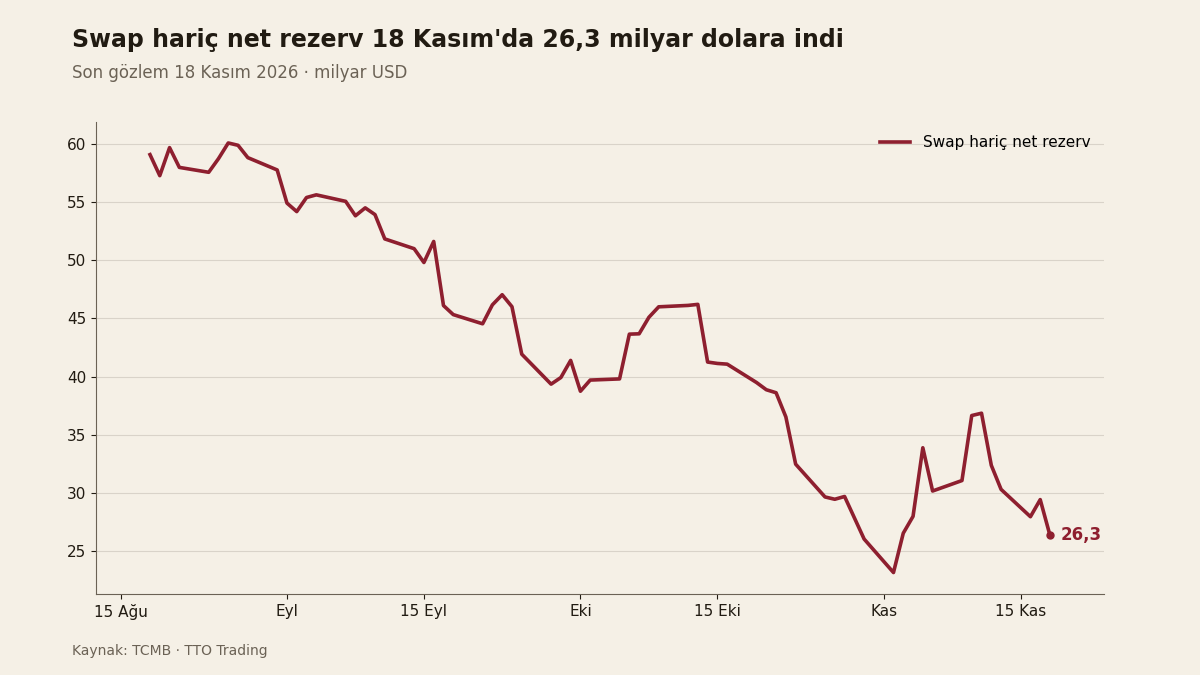 Swap hariç net rezerv 18 Kasım'da 26,3 milyar dolara indi
Son gözlem 18 Kasım 2026 · milyar USD
Swap hariç net rezerv
60
55
50
45
40
35
30
25
26,3
15 Ağu
Eyl
15 Eyl
Eki
15 Eki
Kas
15 Kas
Kaynak: TCMB · TTO Trading